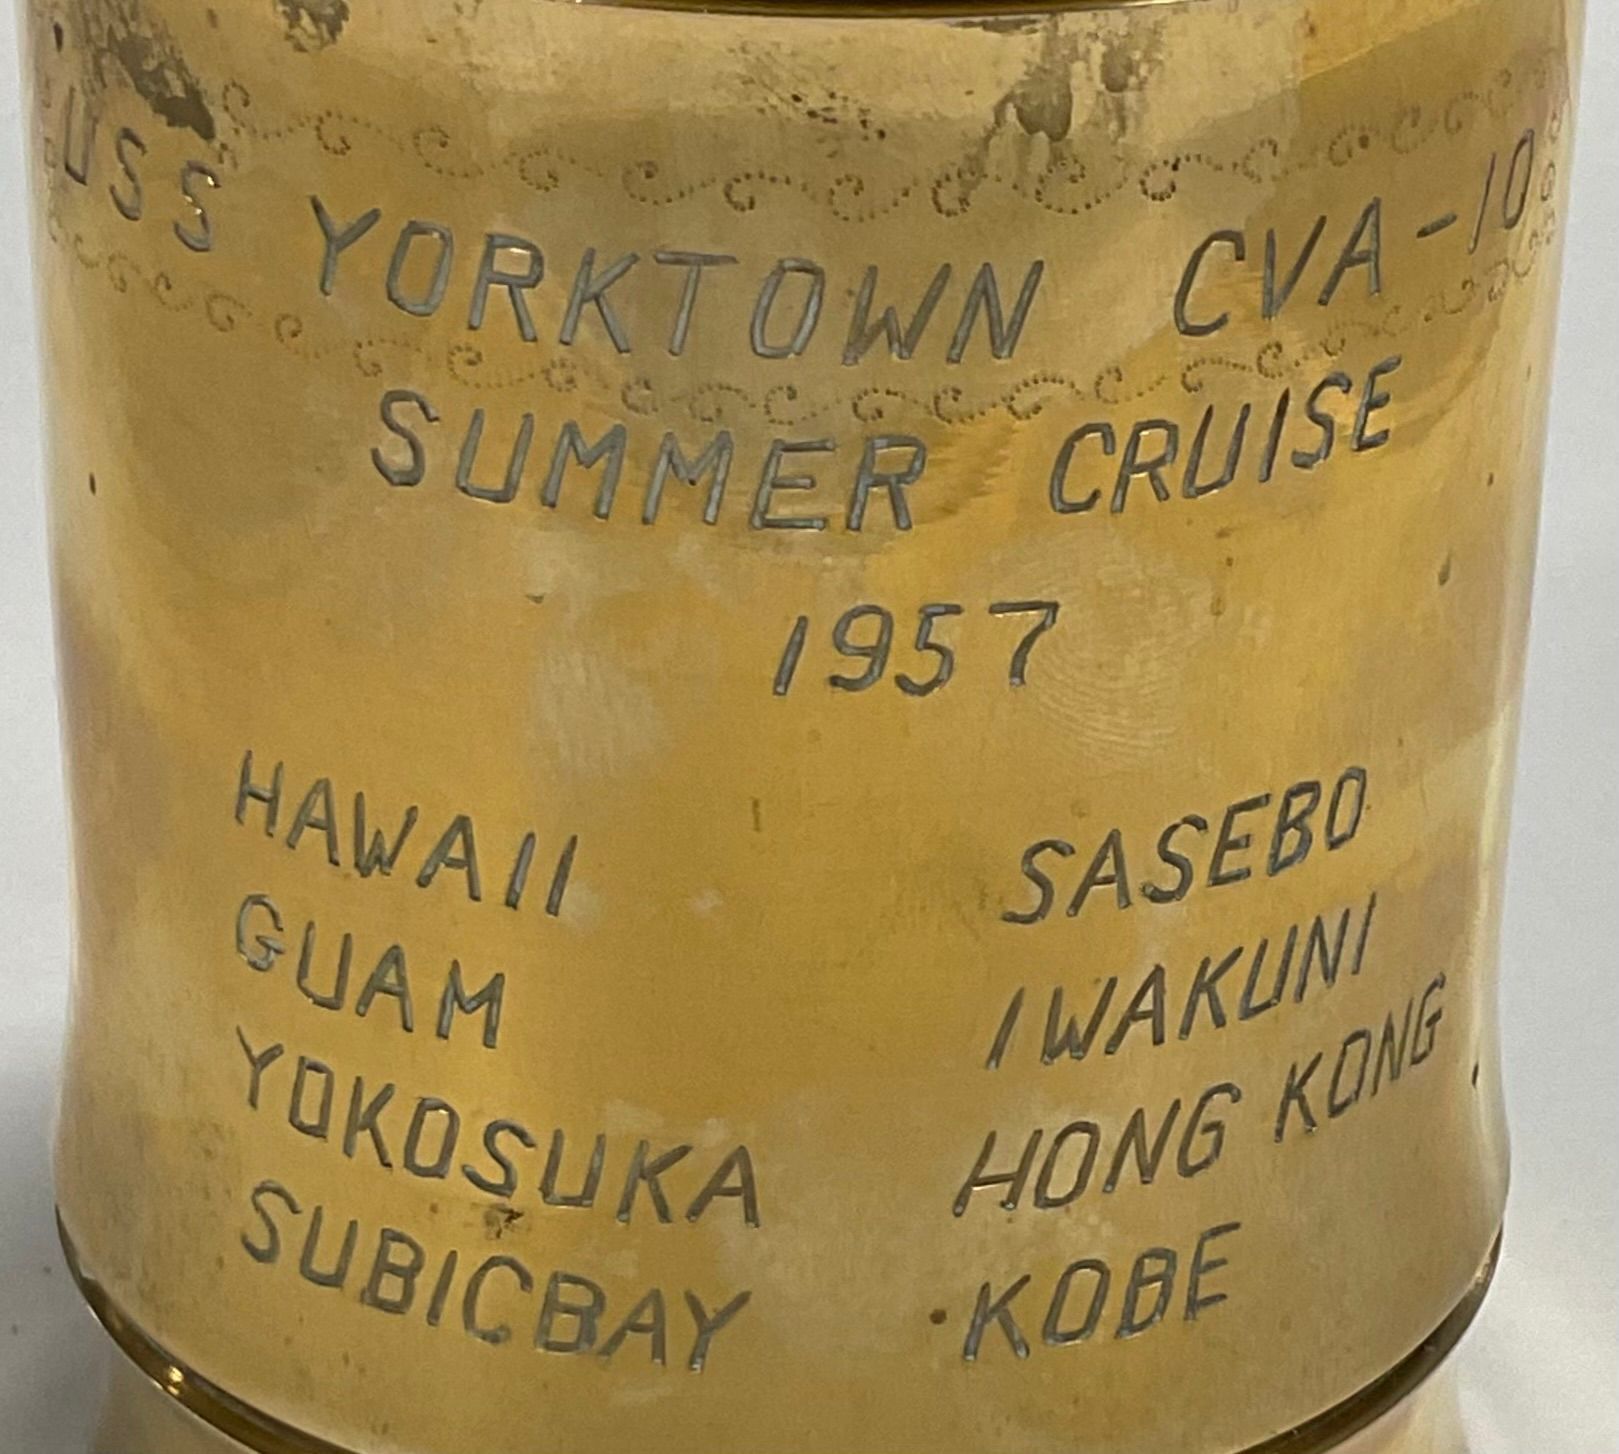 USS YORKTOWN CVA-10
SUMMER CRUISE
1957
HAWAII
GUAM
YOKOSUKA
SUBICBAY
SASEBO
IWAKUNI
HONG KONG
KOBE